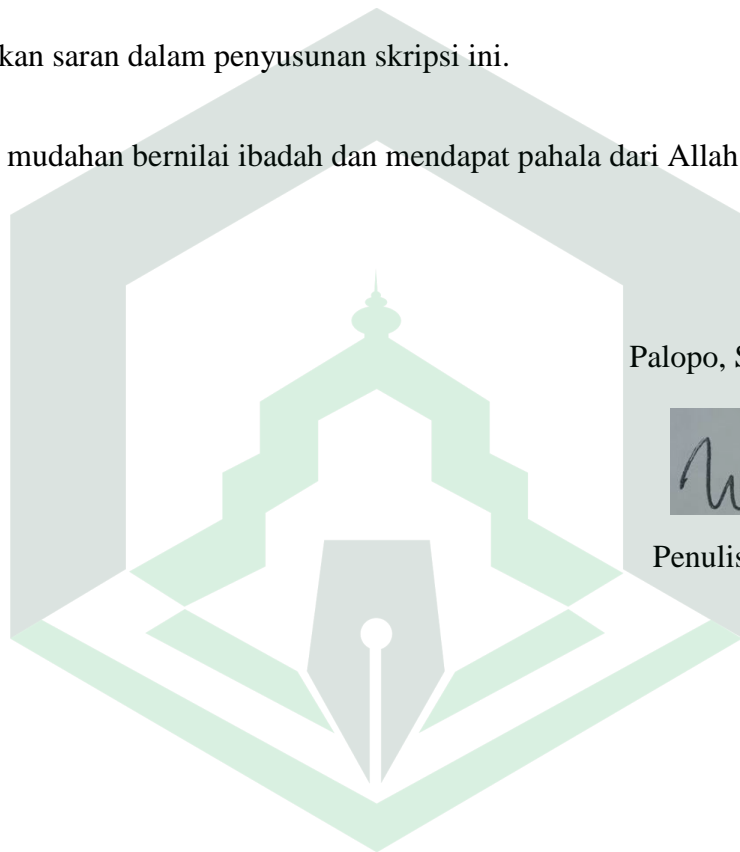 kan saran dalam penyusunan skripsi ini.
mudahan bernilai ibadah dan mendapat pahala dari Allah
Palopo,
Penulis